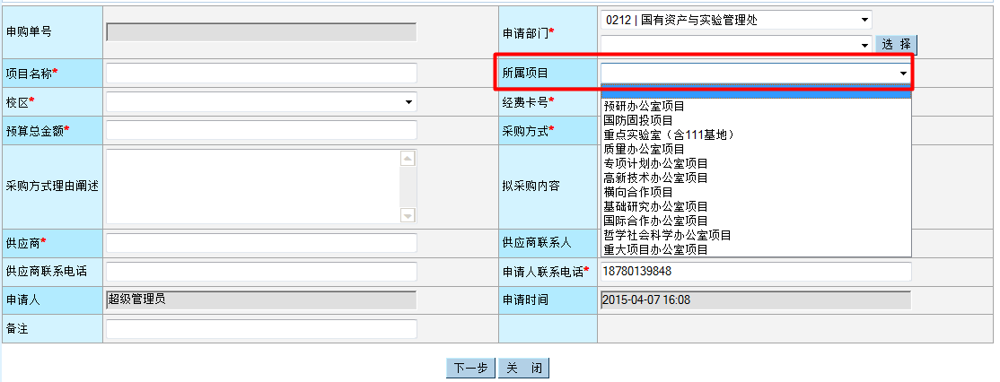 申购单号
申请部门*
0212 | 国有资产与实验管理处
选 择
项目名称*
所属项目
校区*
经费卡号*
预研办公室项目
国防固投项目
重点实验室（含111基地）
质量办公室项目
专项计划办公室项目
高新技术办公室项目
横向合作项目
基础研究办公室项目
国际合作办公室项目
哲学社会科学办公室项目
重大项目办公室项目
预算总金额*
采购方式*
采购方式理由阐述
拟采购内容
供应商*
供应商联系人
供应商联系电话
申请人联系电话*
18780139848
申请人
超级管理员
申请时间
2015-04-07 16:08
备注
下一步
关 闭